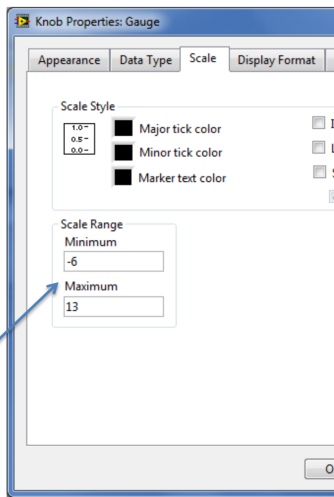 Knob Properties: Gauge
Appearance
Data Type
Scale
Display Format
Scale Style
1.0-
0.5-
0.0-
Major tick color
Minor tick color
Marker text color
Scale Range
Minimum
-6
Maximum
13